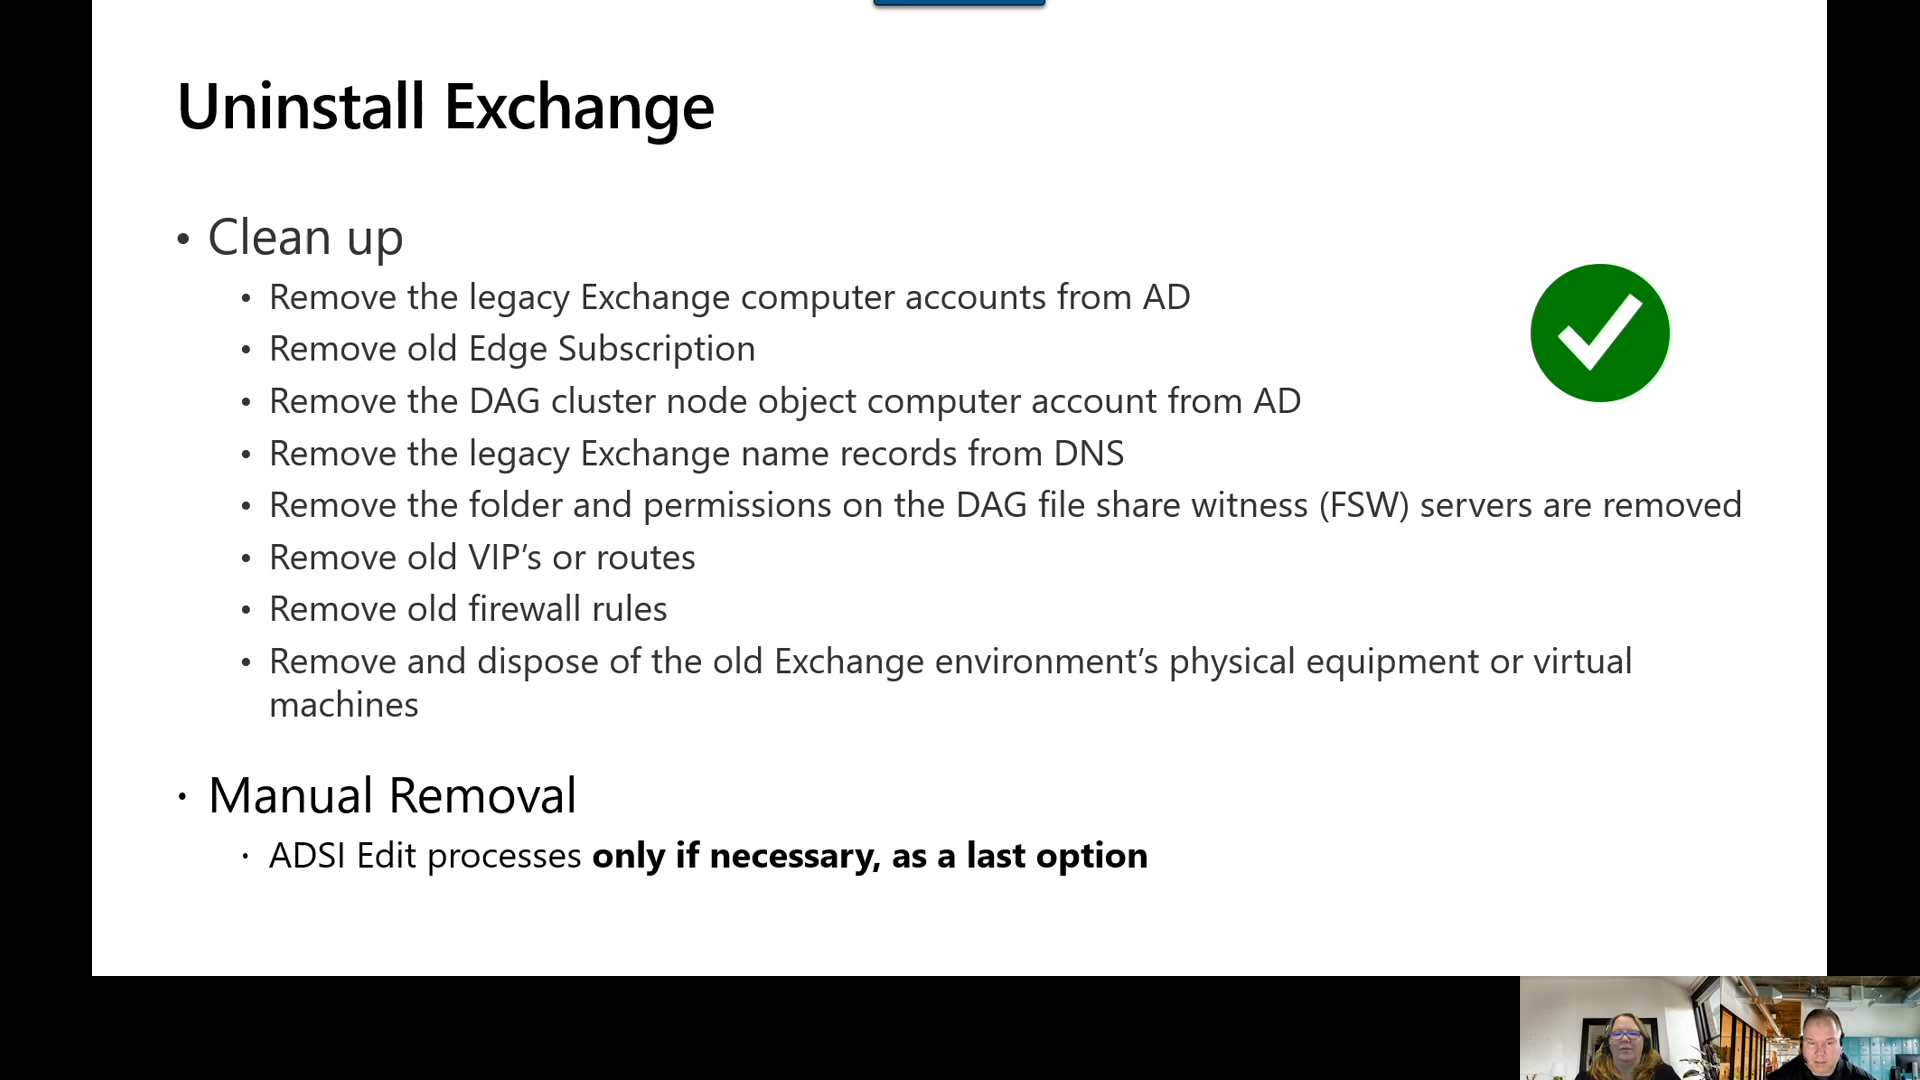 Uninstall Exchange
• Clean up
• Remove the legacy Exchange computer accounts from AD
• Remove old Edge Subscription
• Remove the DAG cluster node object computer account from AD
• Remove the legacy Exchange name records from DNS
• Remove the folder and permissions on the DAG file share witness (FSW) servers are removed
• Remove old VIP’s or routes
• Remove old firewall rules
• Remove and dispose of the old Exchange environment’s physical equipment or virtual
machines
• Manual Removal
• ADSI Edit processes only if necessary, as a last option